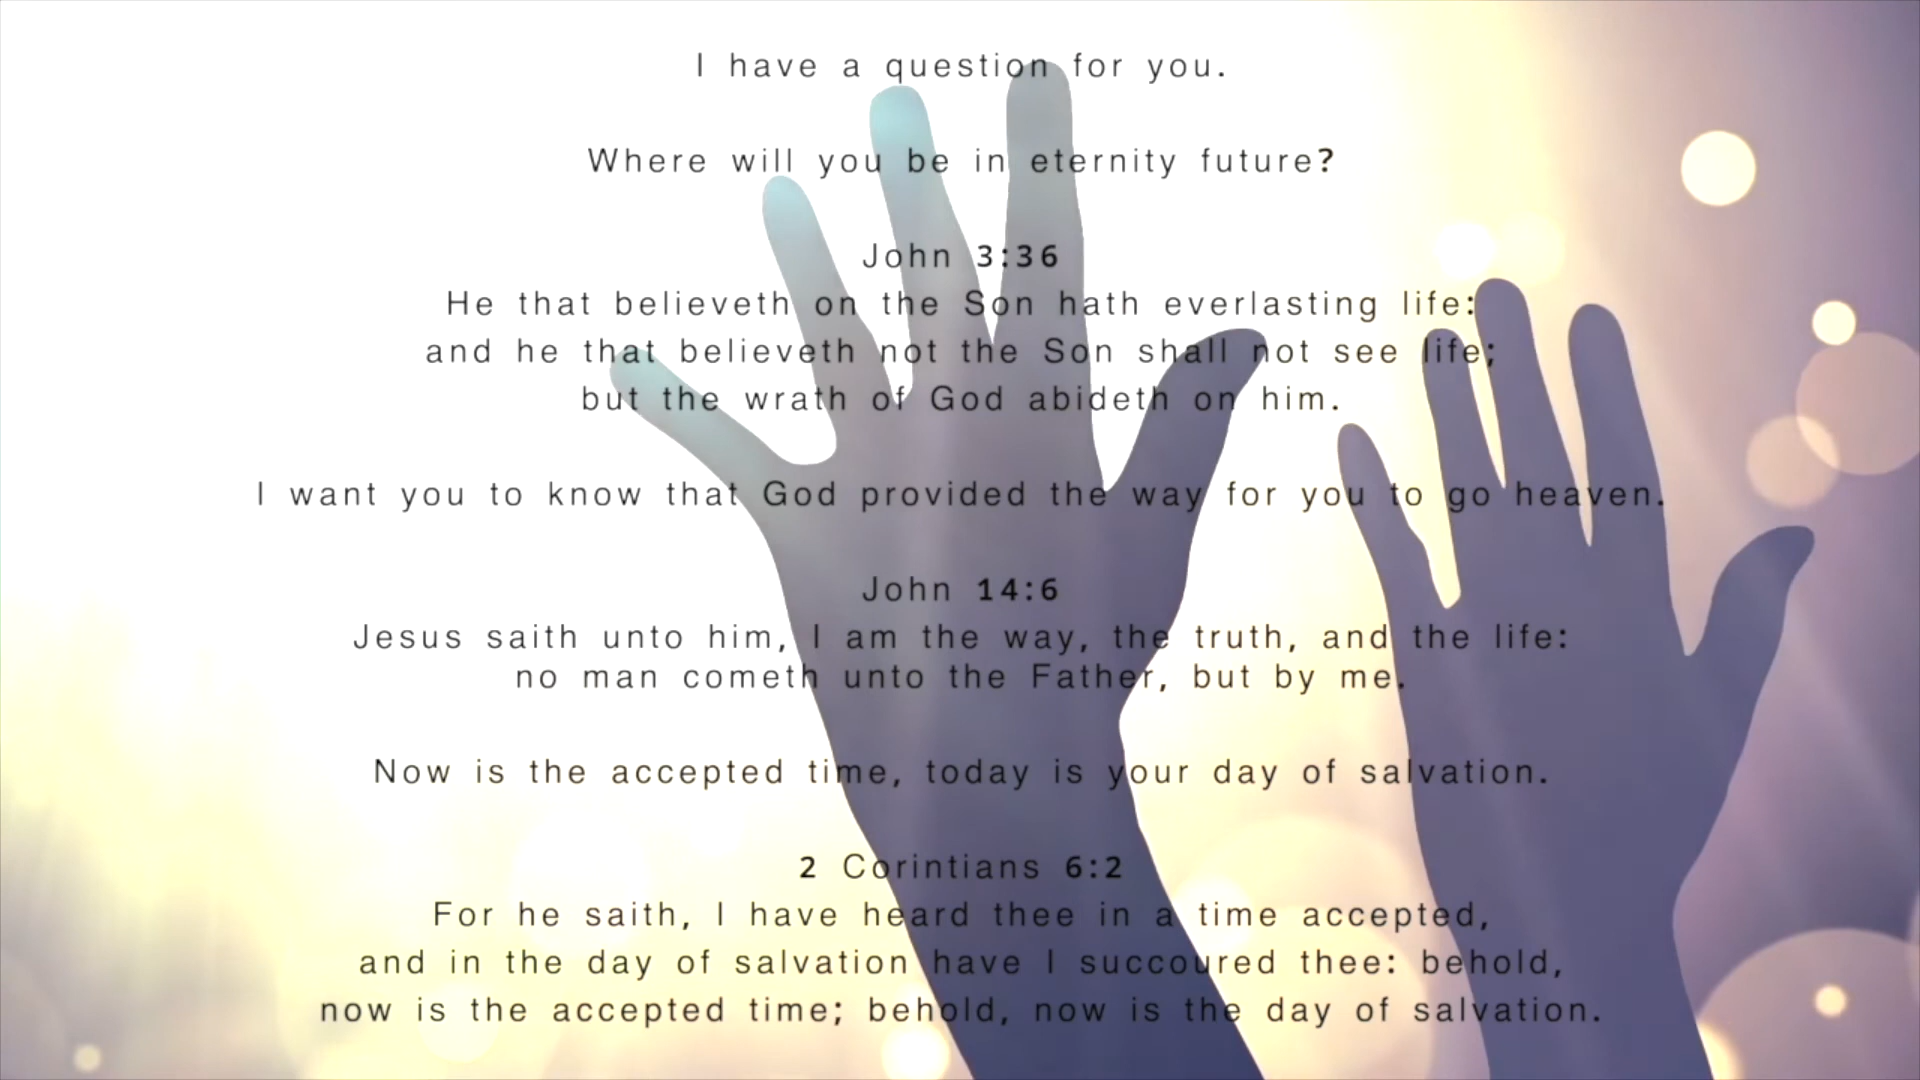 I have a question for you.
Where will you be in eternity future?
John 3:36
He that believeth on the Son hath everlasting life:
and he that believeth not the Son shall not see life;
but the wrath of God abideth on him.
I want you to know that God provided the way for you to go heaven.
John 14:6
Jesus saith unto him, I am the way, the truth, and the life:
no man cometh unto the Father, but by me.
Now is the accepted time, today is your day of salvation.
2 Corintians 6:2
For he saith, I have heard thee in a time accepted,
and in the day of salvation have I succoured thee: behold,
now is the accepted time; behold, now is the day of salvation.